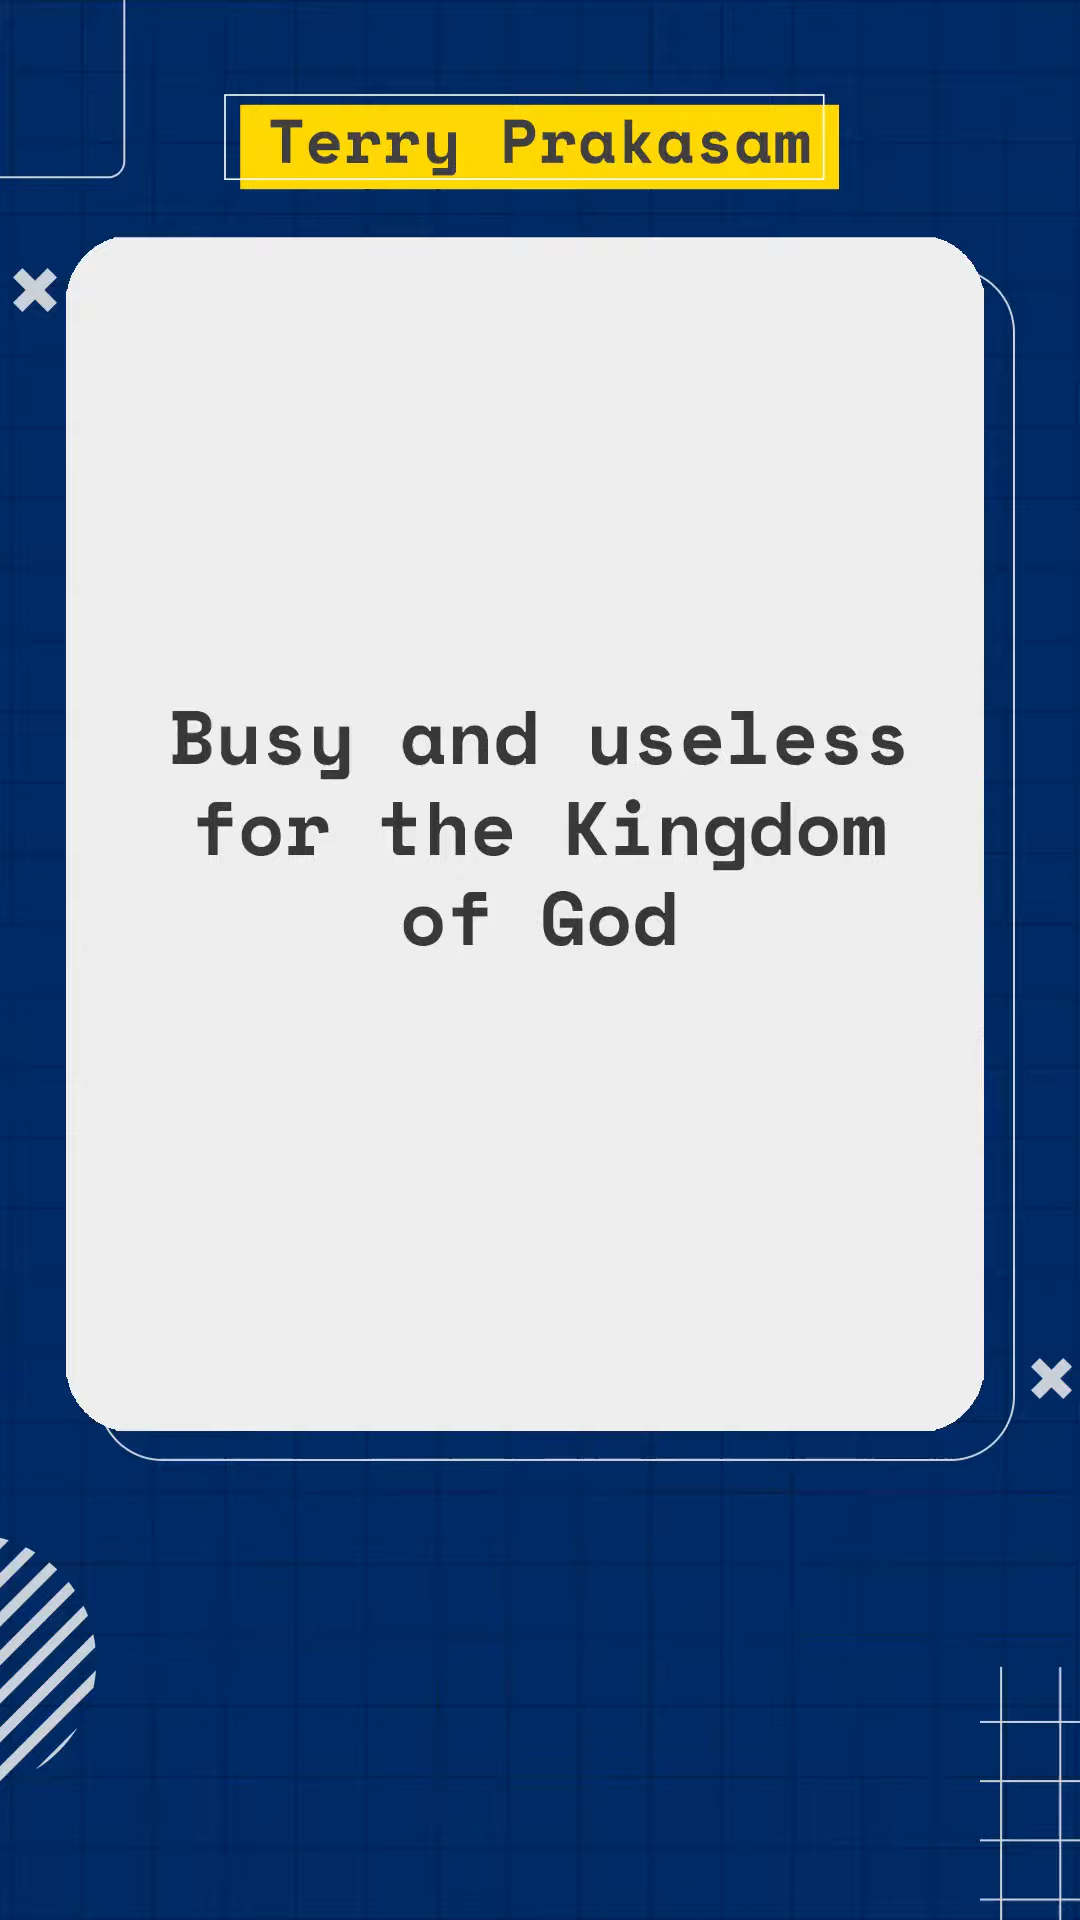 Terry Prakasam
Busy and useless
for the Kingdom
of God